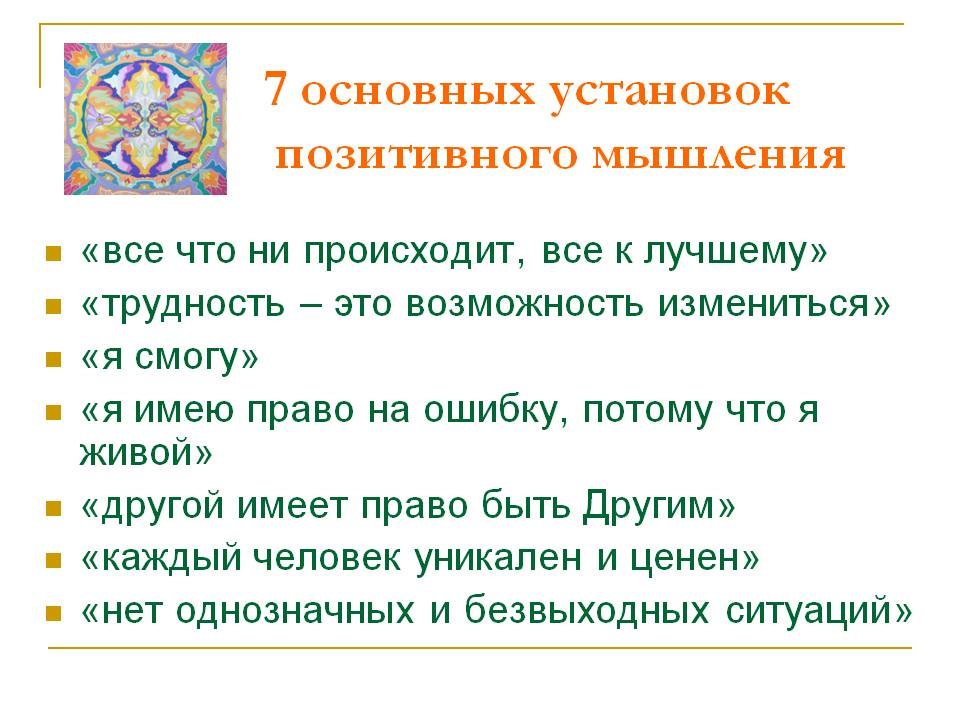 7 основных установок
позитивного мышления
«все что ни происходит, все к лучшему»
«трудность – это возможность измениться»
«я смогу»
«я имею право на ошибку, потому что я
живой»
«другой имеет право быть Другим»
«каждый человек уникален и ценен»
«нет однозначных и безвыходных ситуаций»